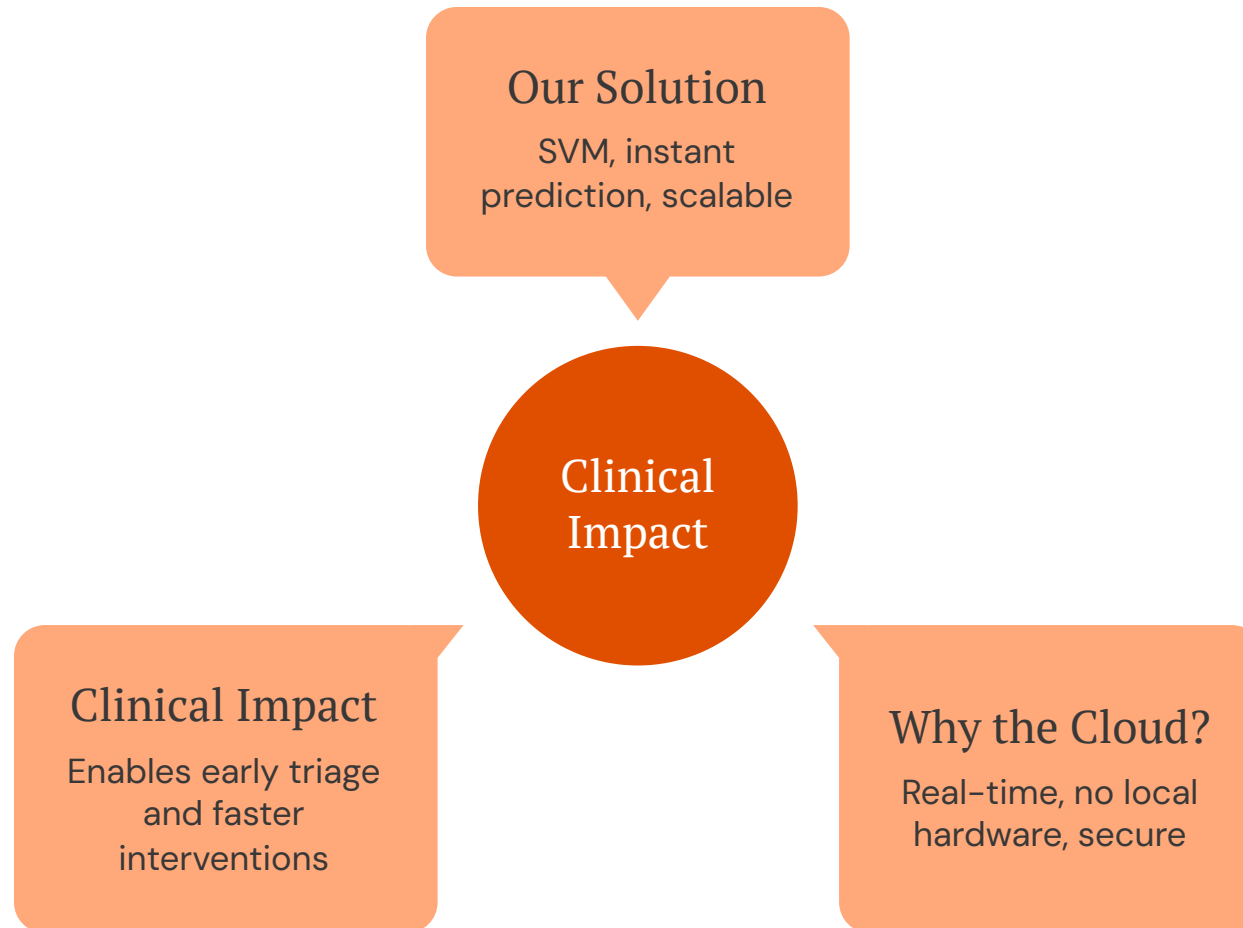 Our Solution
SVM, instant
prediction, scalable
Clinical
Impact
Clinical Impact
Enables early triage
and faster
interventions
Why the Cloud?
Real-time, no local
hardware, secure